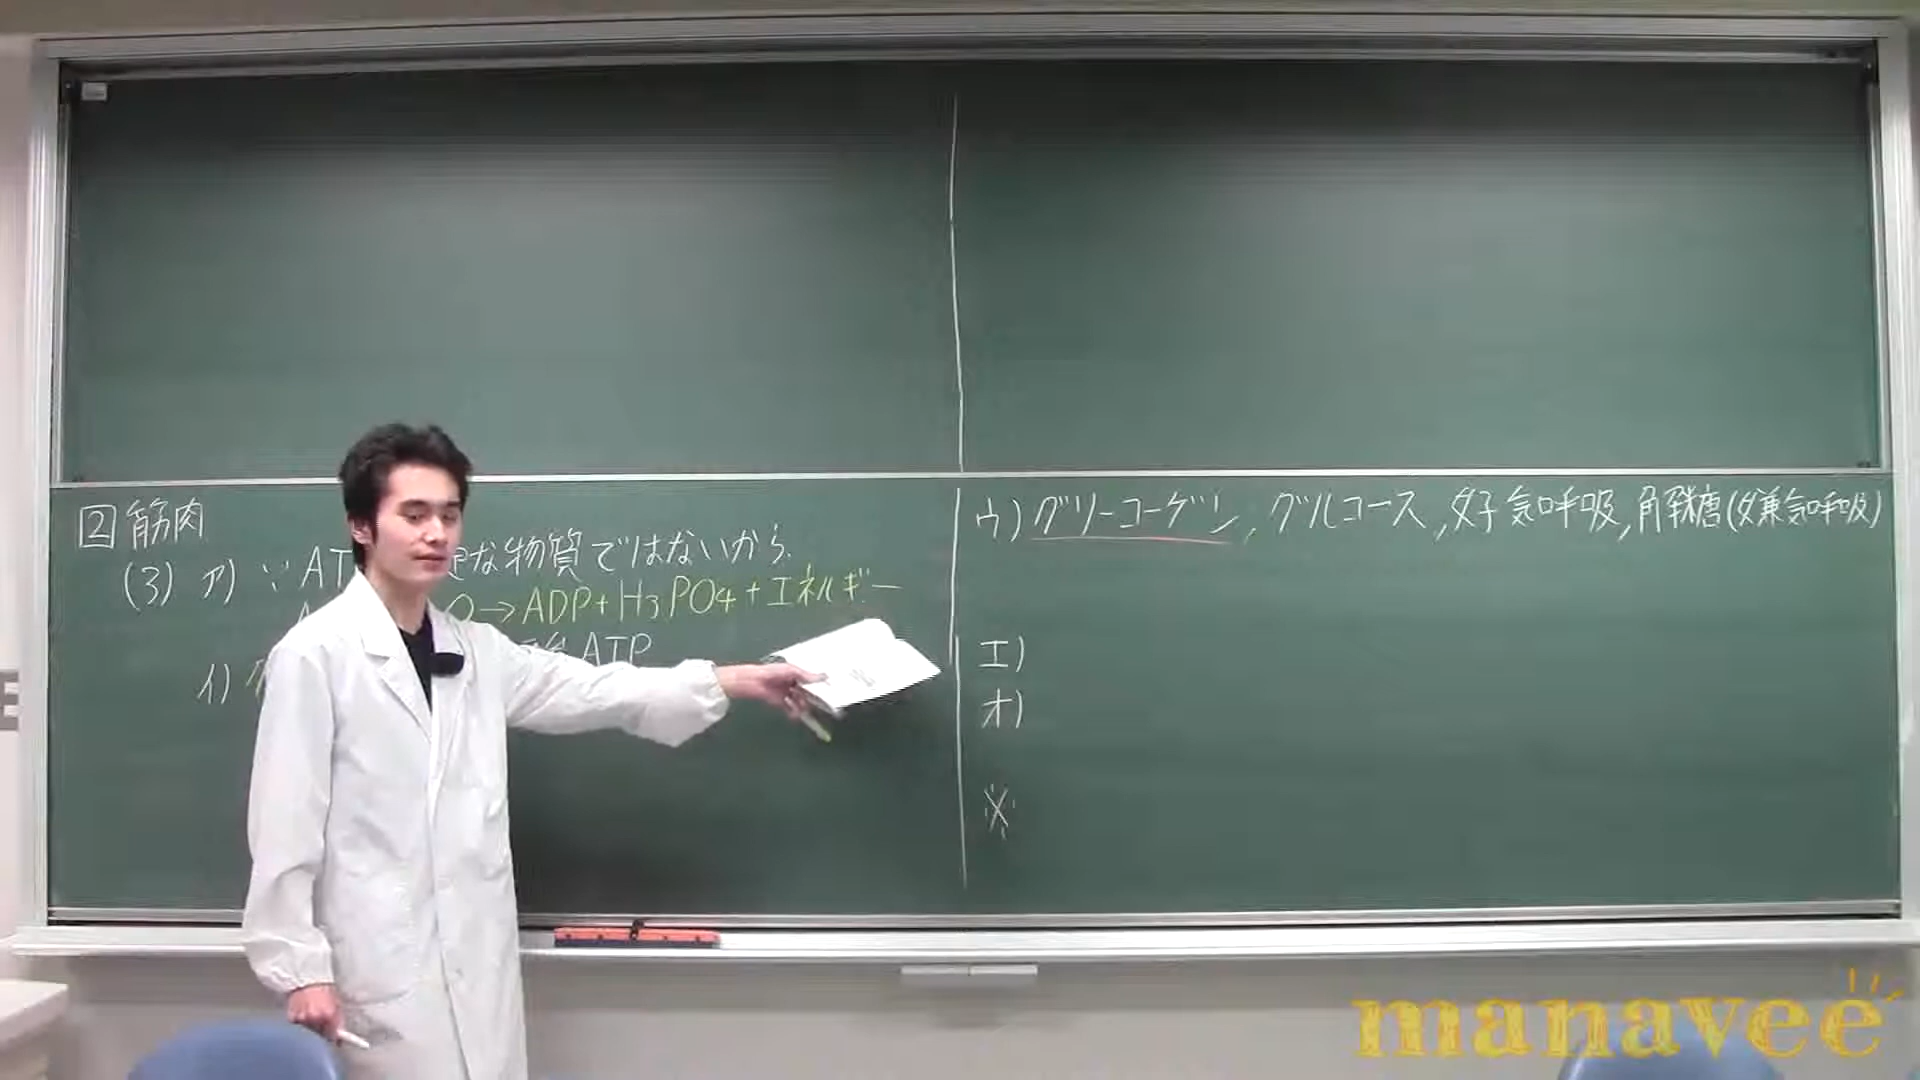 ② 筋肉
(3) ア) ∵ AT 定な物質ではないから.
O→ADP+H3PO4+エネルギー
イ) ATP
ウ) グリコーゲン, グルコース, 好気呼吸, 解糖(嫌気呼吸)
エ)
オ)
※
manavee